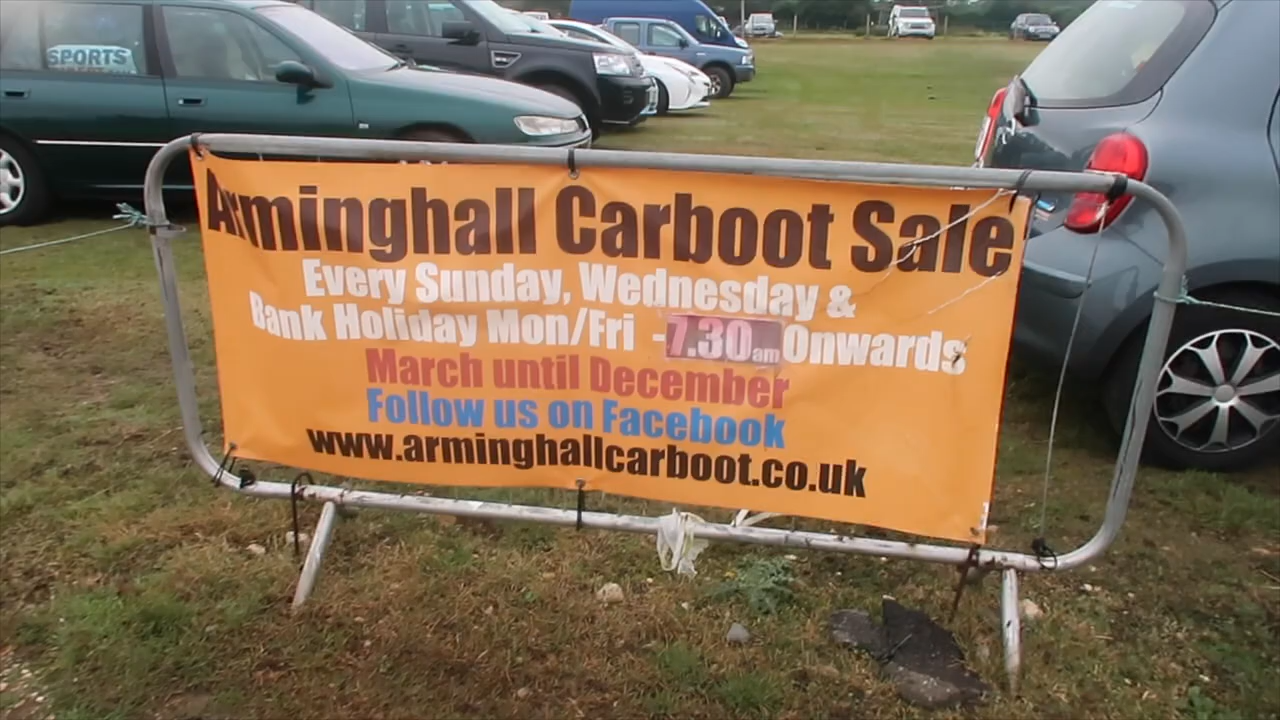 SPORTS
Arminghall Carboot Sale
Every Sunday, Wednesday &
Bank Holiday Mon/Fri -7.30am Onwards
March until December
Follow us on Facebook
www.arminghallcarboot.co.uk